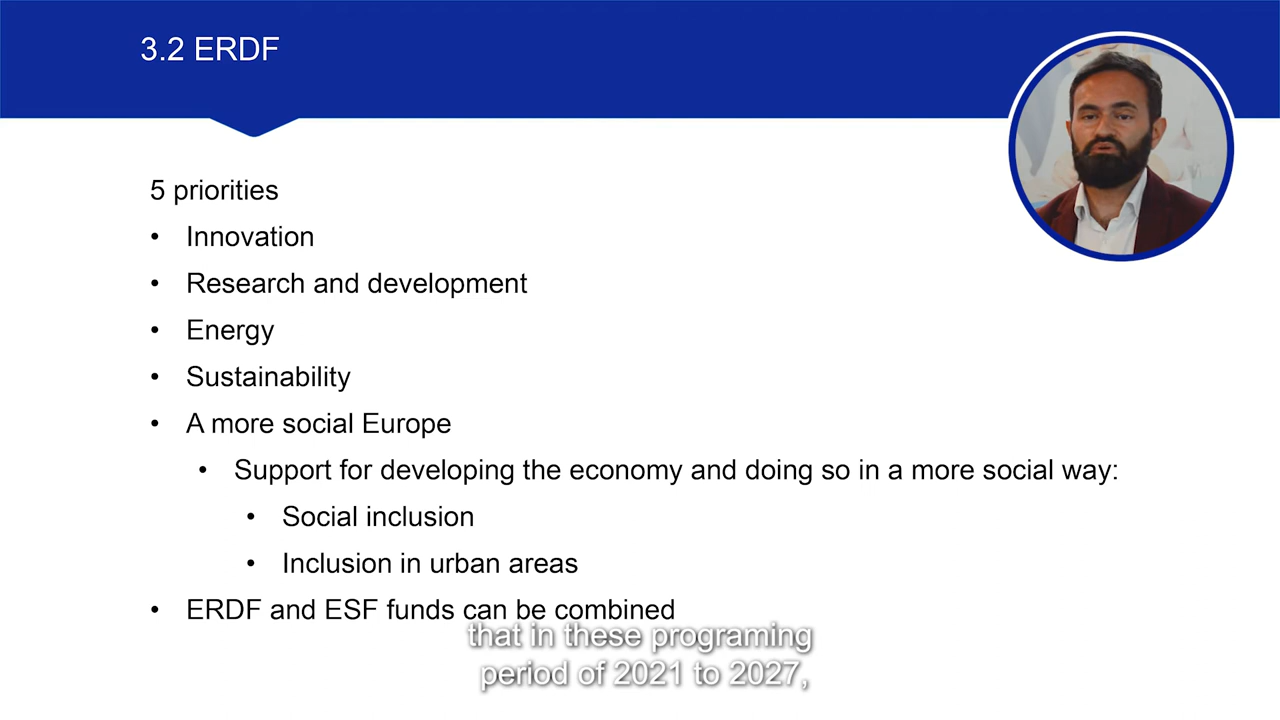 3.2 ERDF
5 priorities
• Innovation
• Research and development
• Energy
• Sustainability
• A more social Europe
• Support for developing the economy and doing so in a more social way:
• Social inclusion
• Inclusion in urban areas
• ERDF and ESF funds can be combined
that in these programing
period of 2021 to 2027,